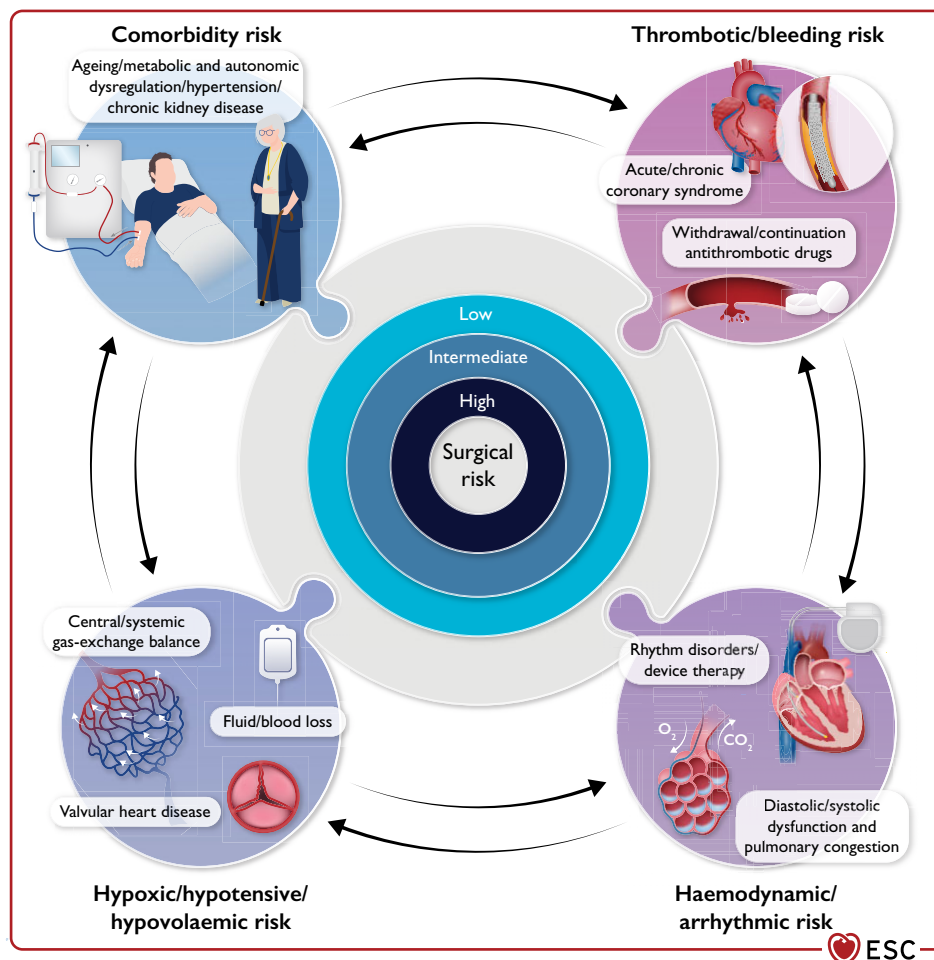 Comorbidity risk
Ageing/metabolic and autonomic
dysregulation/hypertension/
chronic kidney disease
Thrombotic/bleeding risk
Acute/chronic
coronary syndrome
Withdrawal/continuation
antithrombotic drugs
Low
Intermediate
High
Surgical
risk
Central/systemic
gas-exchange balance
Fluid/blood loss
Valvular heart disease
Hypoxic/hypotensive/
hypovolaemic risk
Rhythm disorders/
device therapy
O2
CO2
Diastolic/systolic
dysfunction and
pulmonary congestion
Haemodynamic/
arrhythmic risk
ESC